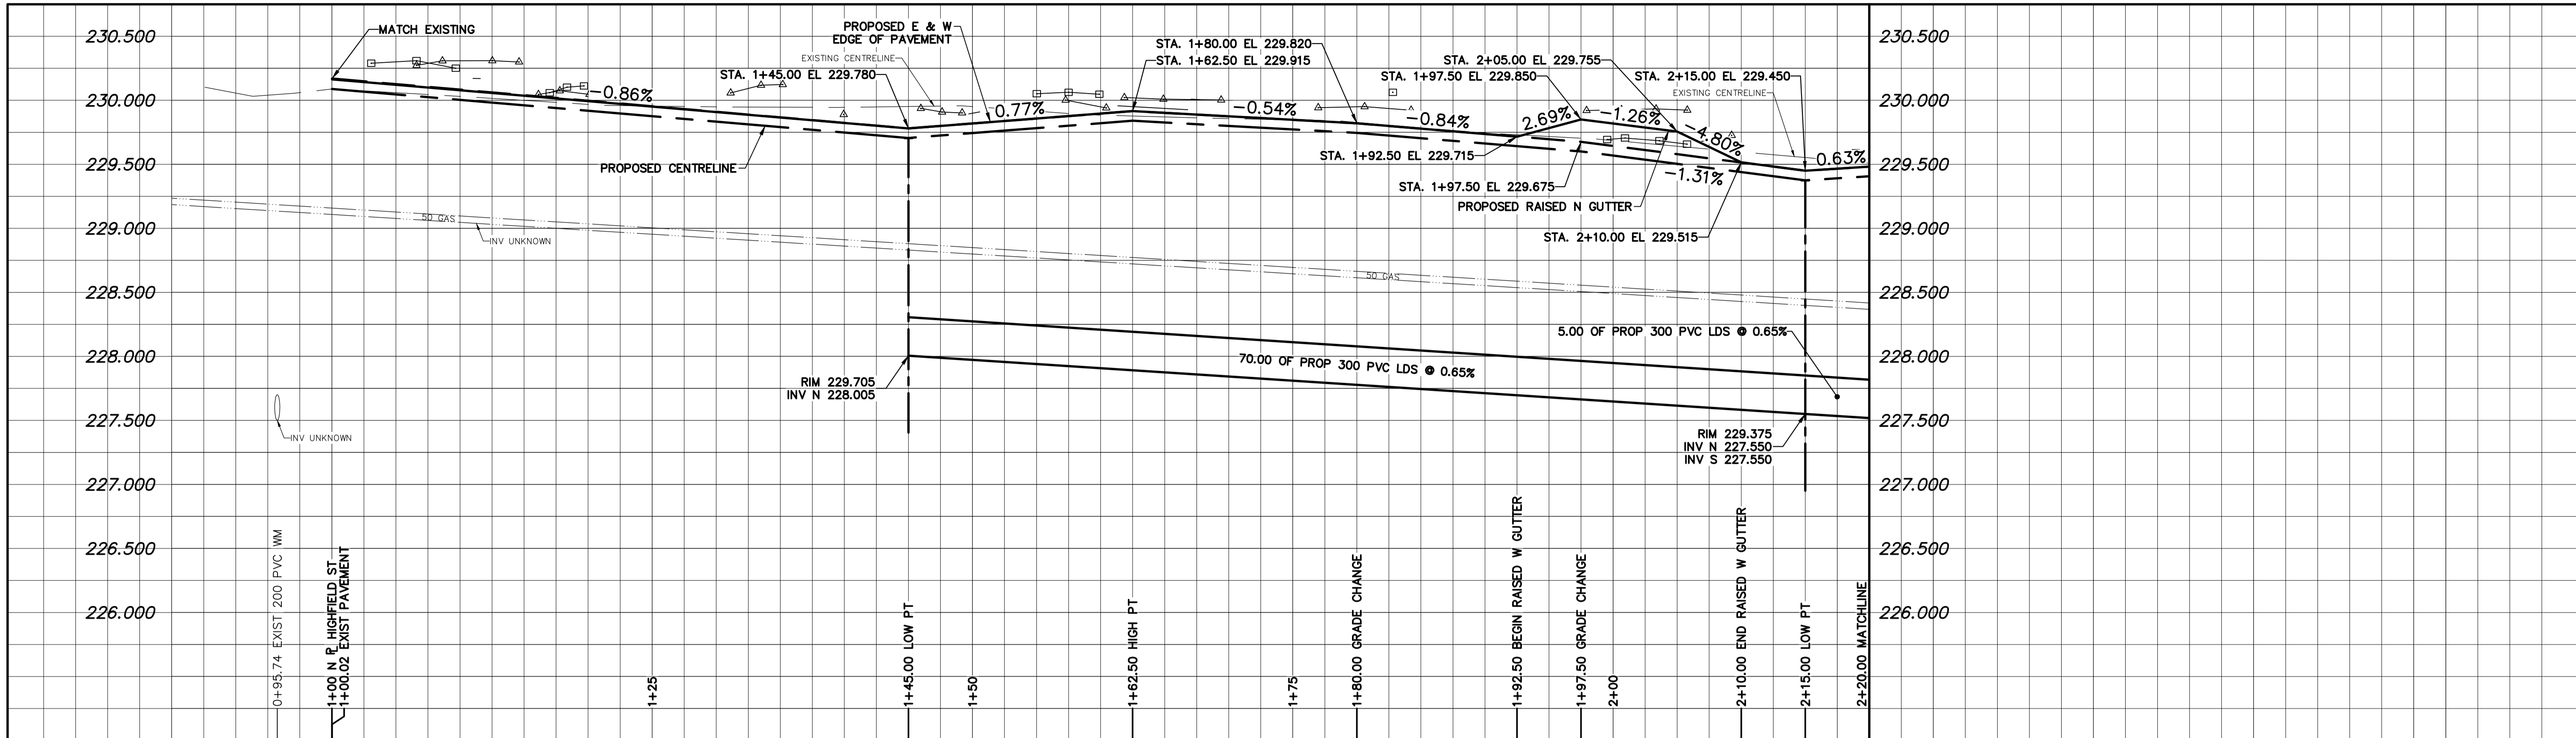 230.500
230.000
229.500
229.000
228.500
228.000
227.500
227.000
226.500
226.000
MATCH EXISTING
PROPOSED E & W
EDGE OF PAVEMENT
EXISTING CENTRELINE
STA. 1+45.00 EL 229.780
-0.86%
PROPOSED CENTRELINE
0.77%
STA. 1+80.00 EL 229.820
STA. 1+62.50 EL 229.915
-0.54%
-0.84%
STA. 2+05.00 EL 229.755
STA. 1+97.50 EL 229.850
STA. 2+15.00 EL 229.450
EXISTING CENTRELINE
2.69%
-1.26%
-4.80%
0.63%
-1.31%
STA. 1+92.50 EL 229.715
STA. 1+97.50 EL 229.675
PROPOSED RAISED N GUTTER
STA. 2+10.00 EL 229.515
50 GAS
INV UNKNOWN
50 GAS
5.00 OF PROP 300 PVC LDS @ 0.65%
70.00 OF PROP 300 PVC LDS @ 0.65%
RIM 229.705
INV N 228.005
INV UNKNOWN
RIM 229.375
INV N 227.550
INV S 227.550
0+95.74 EXIST 200 PVC WM
1+00 N PL HIGHFIELD ST
1+00.02 EXIST PAVEMENT
1+25
1+45.00 LOW PT
1+50
1+62.50 HIGH PT
1+75
1+80.00 GRADE CHANGE
1+92.50 BEGIN RAISED W GUTTER
1+97.50 GRADE CHANGE
2+00
2+10.00 END RAISED W GUTTER
2+15.00 LOW PT
2+20.00 MATCHLINE
230.500
230.000
229.500
229.000
228.500
228.000
227.500
227.000
226.500
226.000